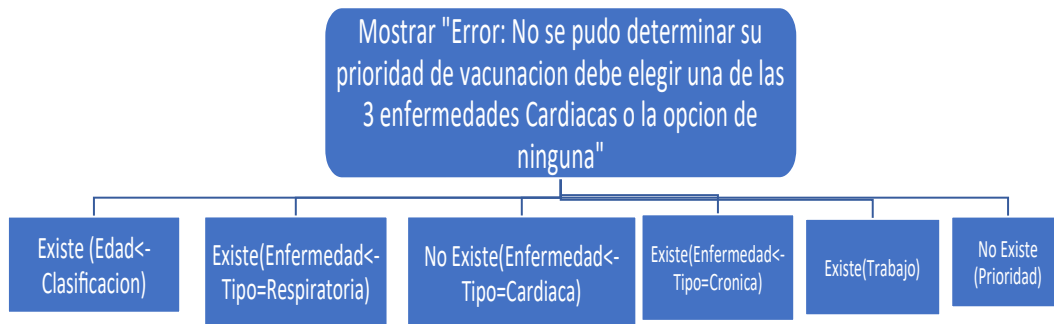 Mostrar "Error: No se pudo determinar su
prioridad de vacunacion debe elegir una de las
3 enfermedades Cardiacas o la opcion de
ninguna"
Existe (Edad<-
Clasificacion)
Existe(Enfermedad<-
Tipo=Respiratoria)
No Existe(Enfermedad<-
Tipo=Cardiaca)
Existe(Enfermedad<-
Tipo=Cronica)
Existe(Trabajo)
No Existe
(Prioridad)